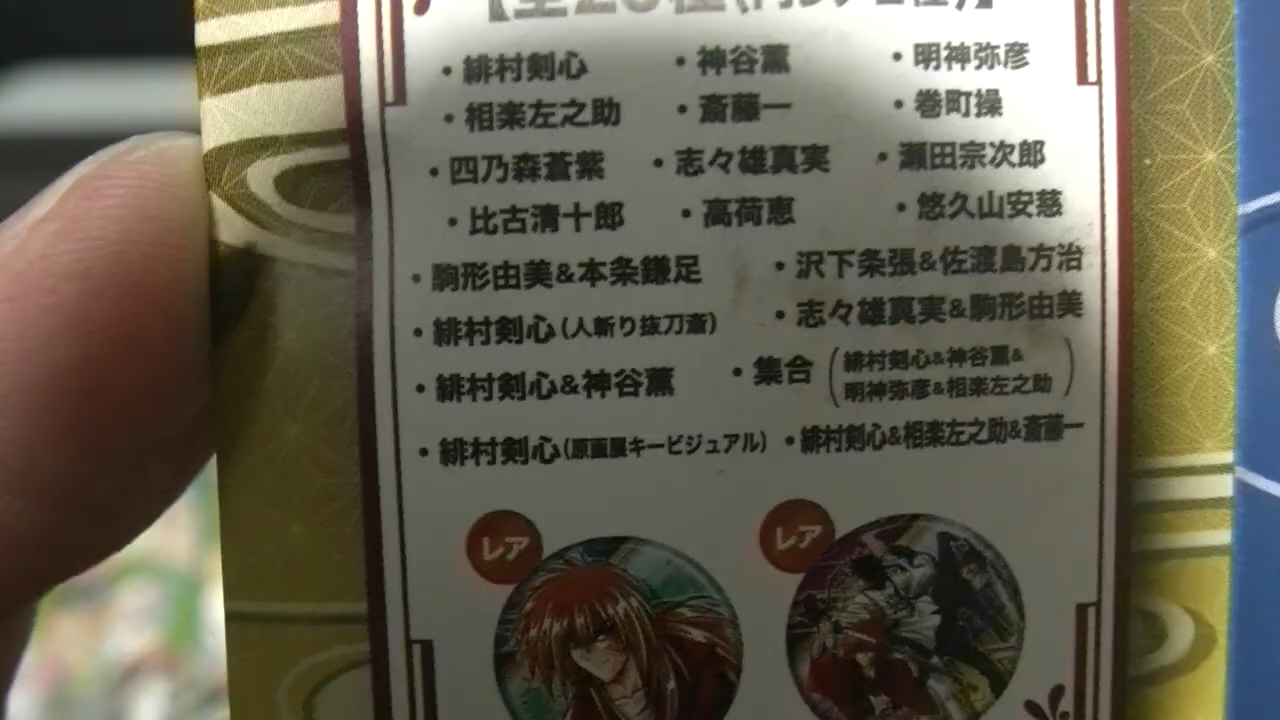 ・緋村剣心 ・神谷薫 ・明神弥彦
・相楽左之助 ・斎藤一 ・巻町操
・四乃森蒼紫 ・志々雄真実 ・瀬田宗次郎
・比古清十郎 ・高荷恵 ・悠久山安慈
・駒形由美&本条鎌足 ・沢下条張&佐渡島方治
・緋村剣心(人斬り抜刀斎) ・志々雄真実&駒形由美
・緋村剣心&神谷薫 ・集合(緋村剣心&神谷薫&
明神弥彦&相楽左之助)
・緋村剣心(原画展キービジュアル) ・緋村剣心&相楽左之助&斎藤一
レア レア